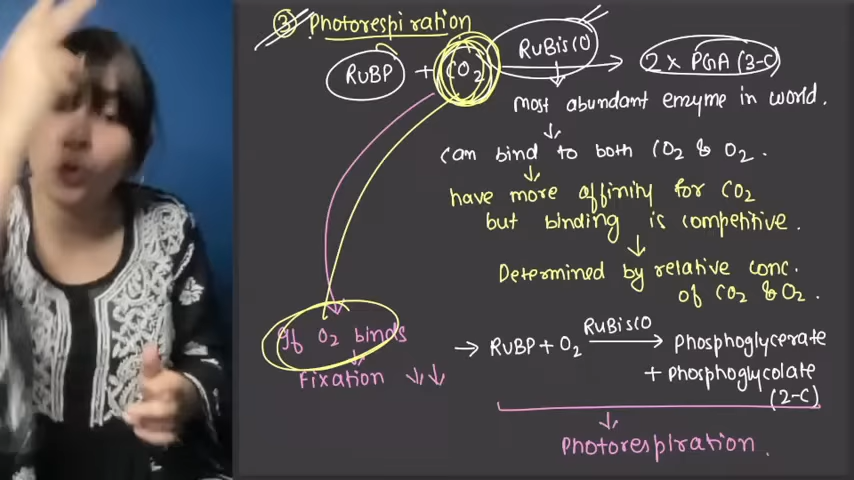 ③ Photorespiration
RuBP + CO₂ RuBisCO → 2 x PGA (3-C)
↓
most abundant enzyme in world.
↓
can bind to both CO₂ & O₂.
↓
have more affinity for CO₂
but binding is competitive.
↓
Determined by relative conc.
of CO₂ & O₂.
If O₂ binds
↓
Fixation ↓↓
→ RuBP + O₂ RuBisCO → Phosphoglycerate
+ Phosphoglycolate
(2-C)
↓
Photorespiration.